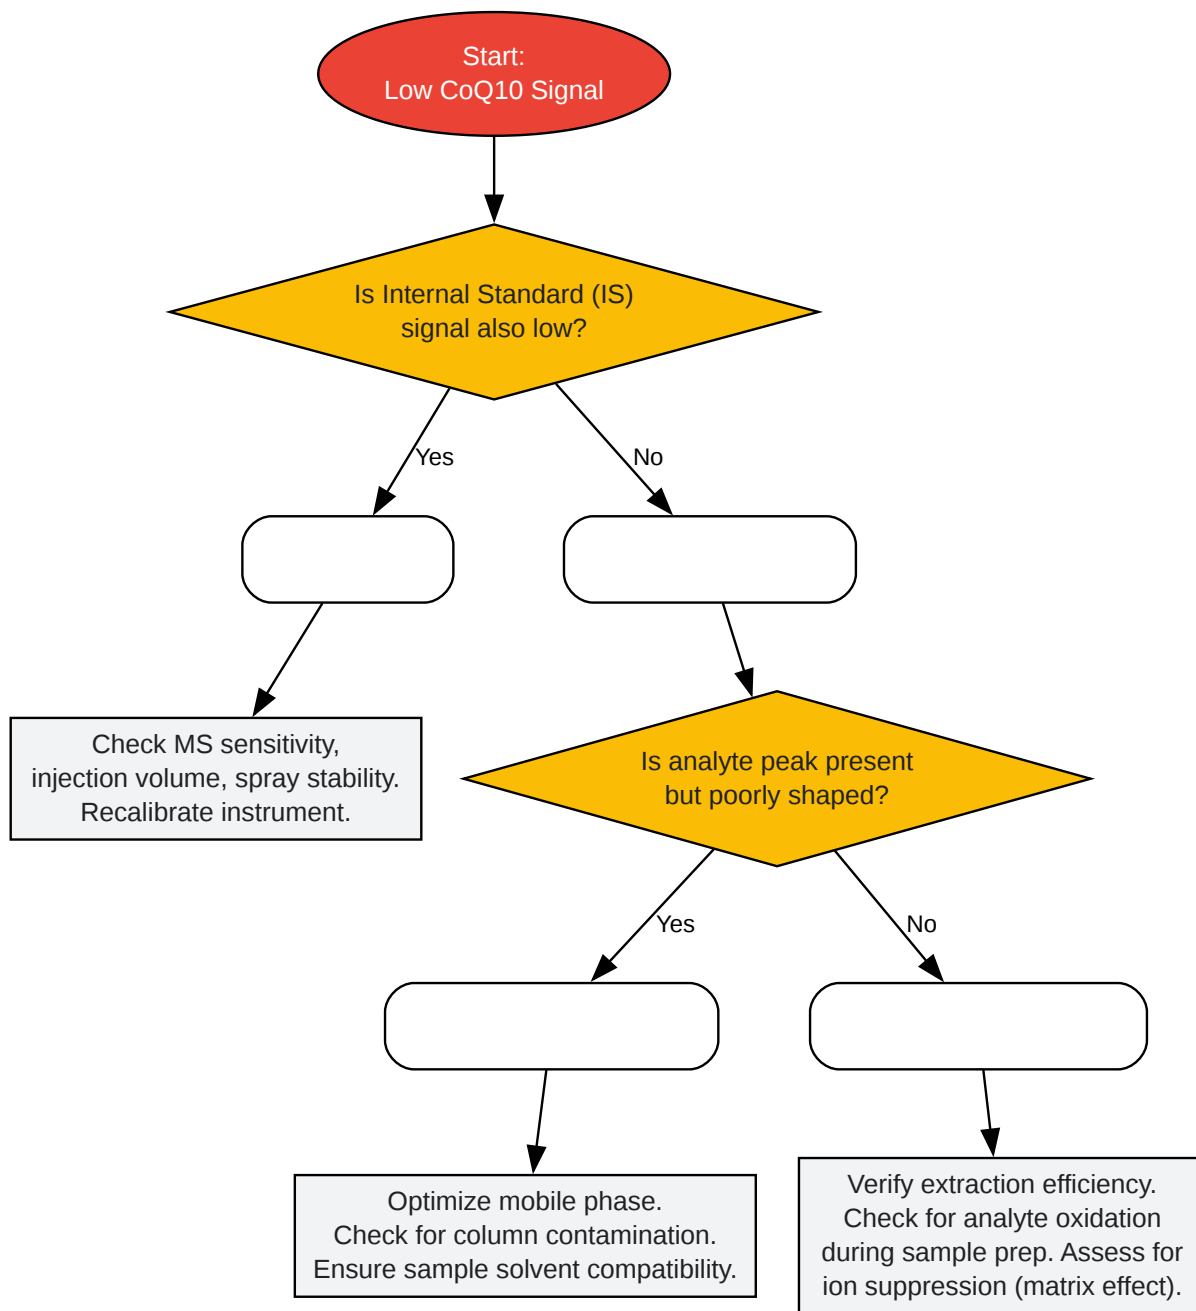 Start:
Low CoQ10 Signal
Is Internal Standard (IS)
signal also low?
Yes
No
Check MS sensitivity,
injection volume, spray stability.
Recalibrate instrument.
Is analyte peak present
but poorly shaped?
Yes
No
Optimize mobile phase.
Check for column contamination.
Ensure sample solvent compatibility.
Verify extraction efficiency.
Check for analyte oxidation
during sample prep. Assess for
ion suppression (matrix effect).